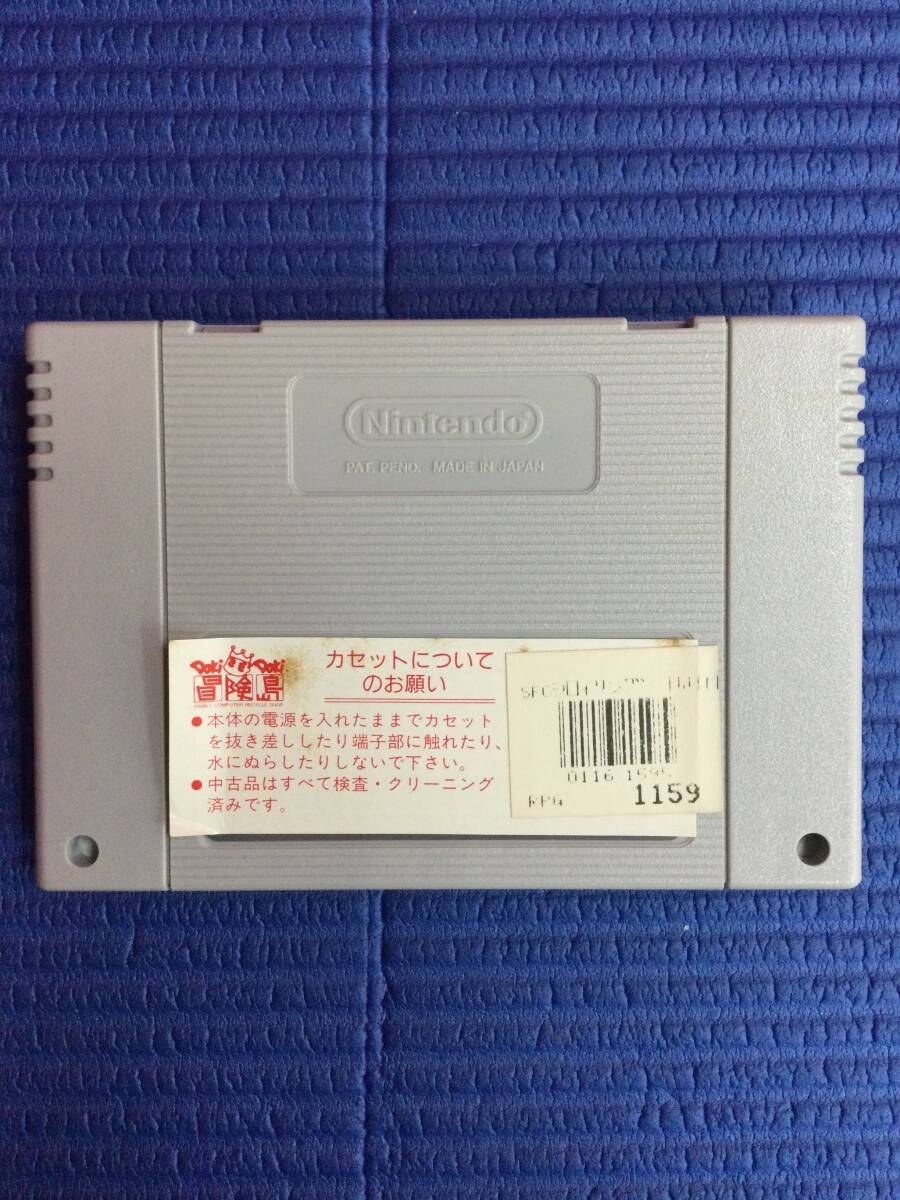 Nintendo
PAT. PEND. MADE IN JAPAN
Doki Doki
冒険島
FAMILY COMPUTER RECYCLE SHOP
カセットについて
のお願い
●本体の電源を入れたままでカセット
を抜き差ししたり端子部に触れたり、
水にぬらしたりしないで下さい。
●中古品はすべて検査・クリーニング
済みです。
0116
RPG 1159